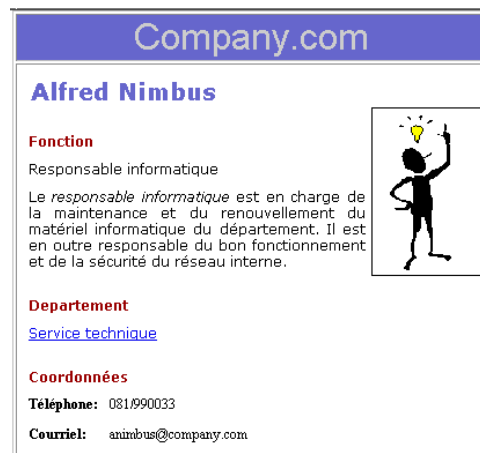 Company.com
Alfred Nimbus
Fonction
Responsable informatique
Le responsable informatique est en charge de
la maintenance et du renouvellement du
matériel informatique du département. Il est
en outre responsable du bon fonctionnement
et de la sécurité du réseau interne.
Departement
Service technique
Coordonnées
Téléphone: 081/990033
Courriel: animbus@company.com